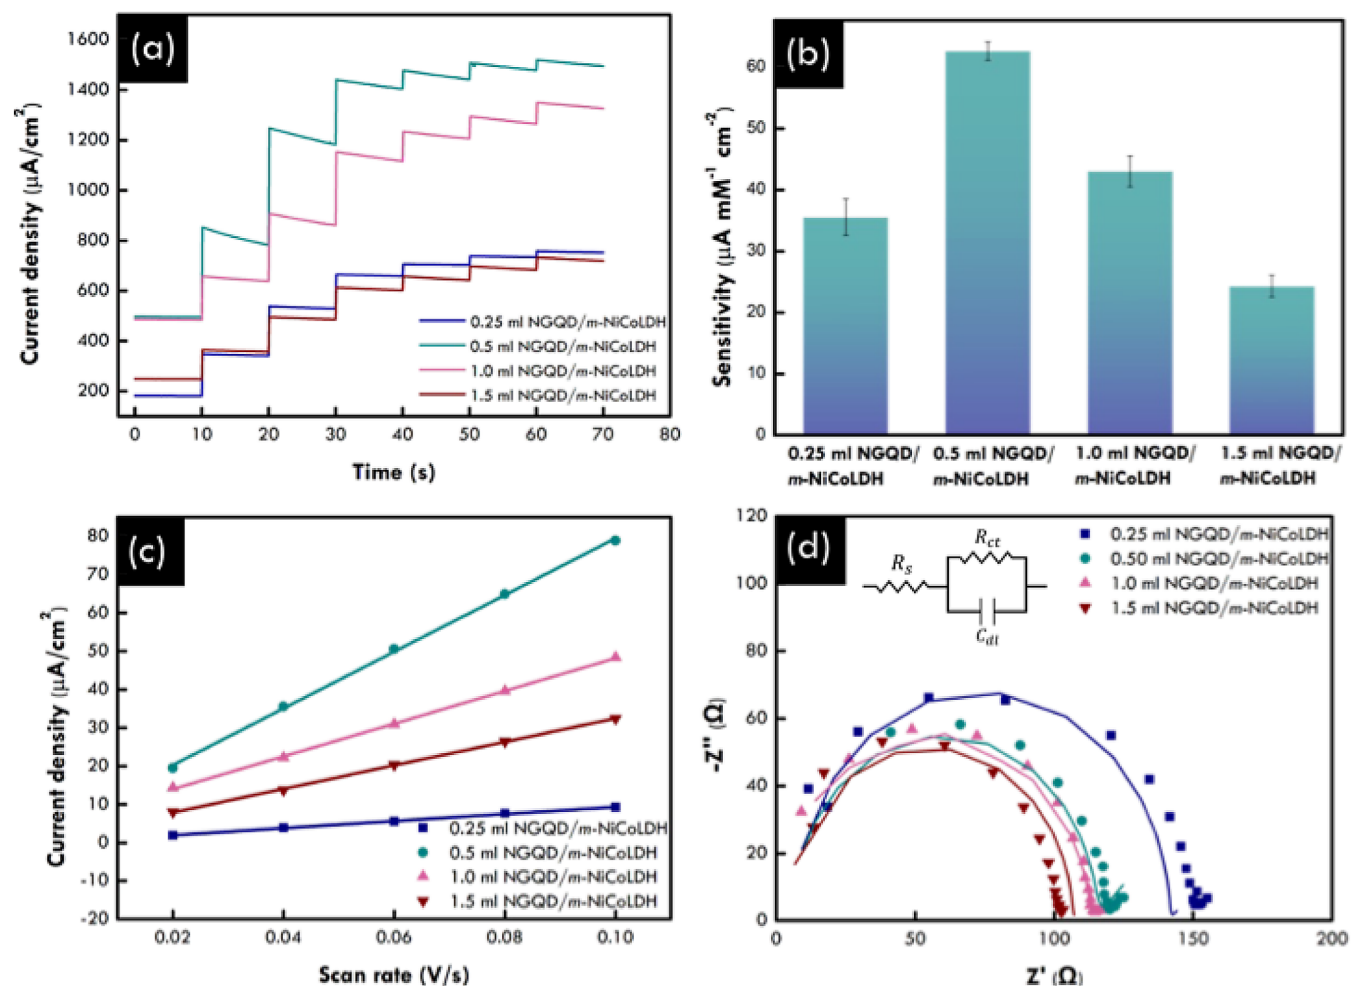 (a)
1600
1400
1200
1000
800
600
400
200
Current density (μA/cm²)
0 10 20 30 40 50 60 70 80
Time (s)
0.25 ml NGQD/m-NiCoLDH
0.5 ml NGQD/m-NiCoLDH
1.0 ml NGQD/m-NiCoLDH
1.5 ml NGQD/m-NiCoLDH
(b)
60
50
40
30
20
10
0
Sensitivity (μA mM⁻¹ cm⁻²)
0.25 ml NGQD/ 0.5 ml NGQD/ 1.0 ml NGQD/ 1.5 ml NGQD/
m-NiCoLDH m-NiCoLDH m-NiCoLDH m-NiCoLDH
(c)
80
70
60
50
40
30
20
10
0
-10
-20
Current density (μA/cm²)
0.02 0.04 0.06 0.08 0.10
Scan rate (V/s)
0.25 ml NGQD/m-NiCoLDH
0.5 ml NGQD/m-NiCoLDH
1.0 ml NGQD/m-NiCoLDH
1.5 ml NGQD/m-NiCoLDH
(d)
120
100
80
60
40
20
0
-Z'' (Ω)
0 50 100 150 200
Z' (Ω)
Rs
Rct
Cdl
0.25 ml NGQD/m-NiCoLDH
0.50 ml NGQD/m-NiCoLDH
1.0 ml NGQD/m-NiCoLDH
1.5 ml NGQD/m-NiCoLDH